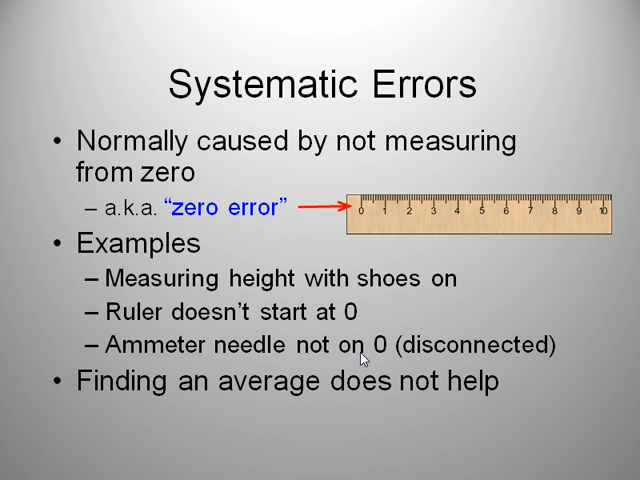 Systematic Errors
• Normally caused by not measuring
from zero
– a.k.a. “zero error”
0 1 2 3 4 5 6 7 8 9 10
• Examples
– Measuring height with shoes on
– Ruler doesn’t start at 0
– Ammeter needle not on 0 (disconnected)
• Finding an average does not help